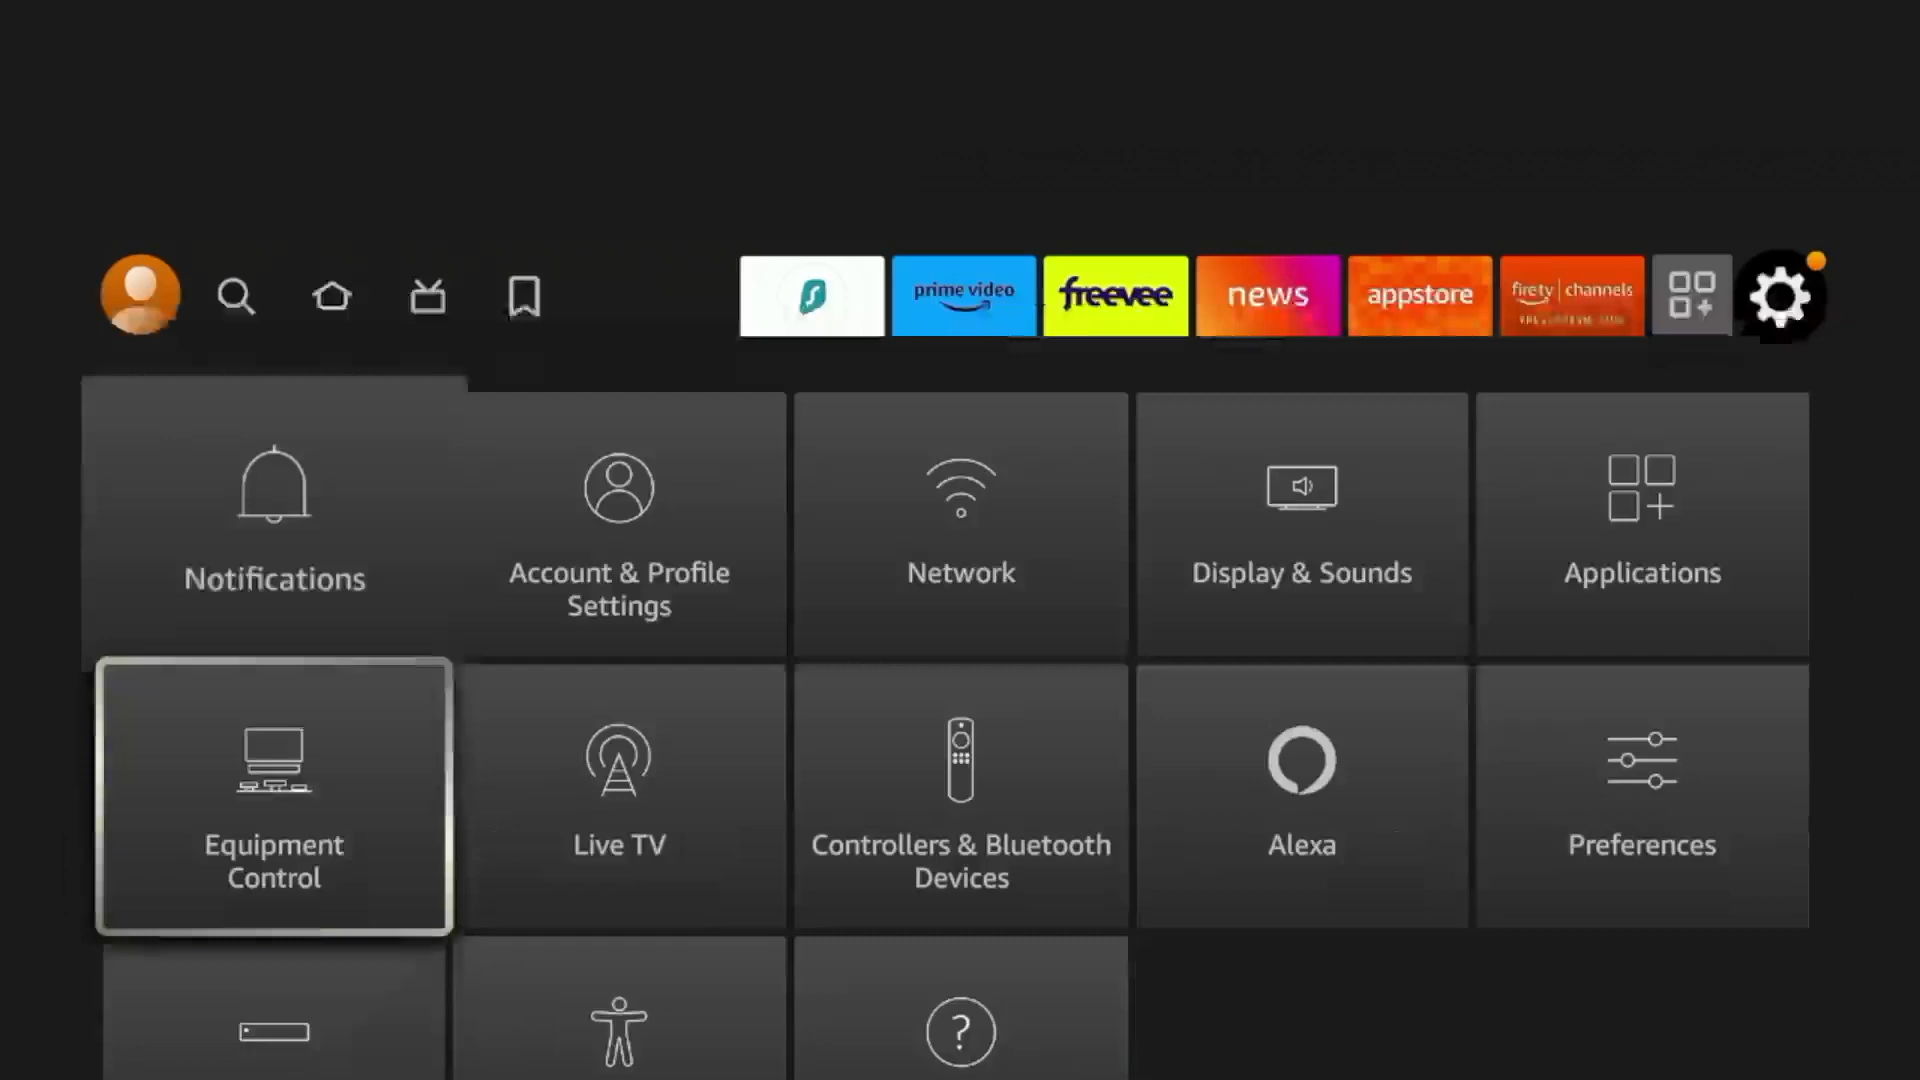 prime video
freevee
news
appstore
firetv | channels
Notifications
Account & Profile
Settings
Network
Display & Sounds
Applications
Equipment
Control
Live TV
Controllers & Bluetooth
Devices
Alexa
Preferences
?